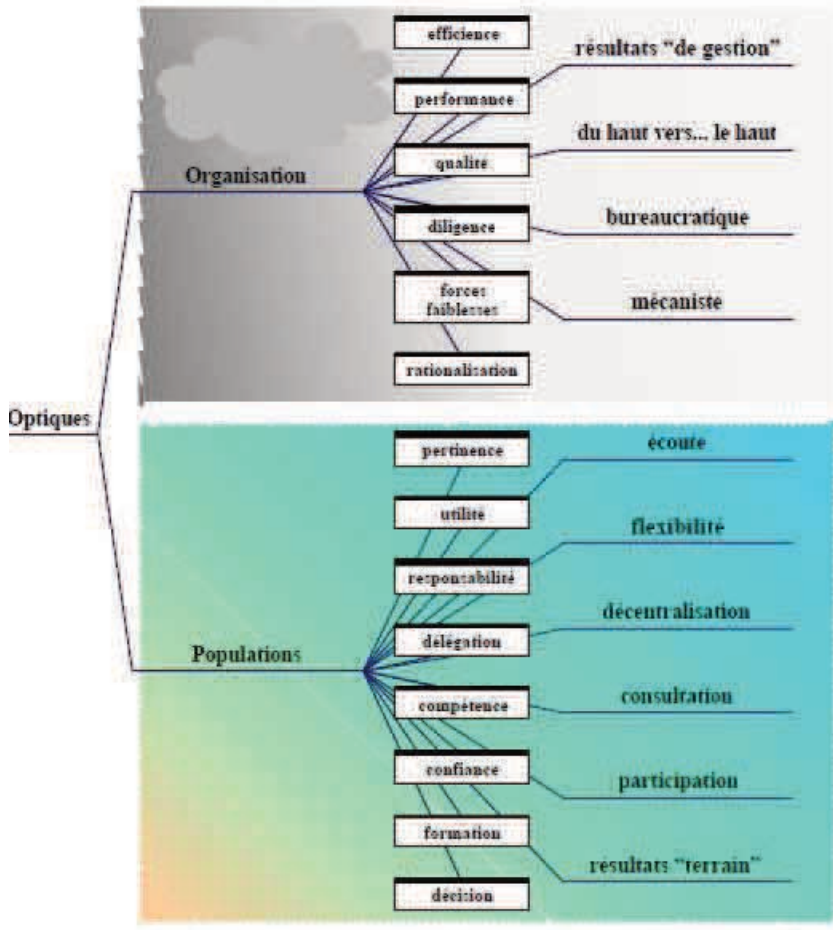 Optiques
Organisation
efficience
performance
qualité
diligence
forces
faiblesses
rationalisation
résultats “de gestion”
du haut vers... le haut
bureaucratique
mécaniste
Populations
pertinence
utilité
responsabilité
délégation
compétence
confiance
formation
décision
écoute
flexibilité
décentralisation
consultation
participation
résultats “terrain”